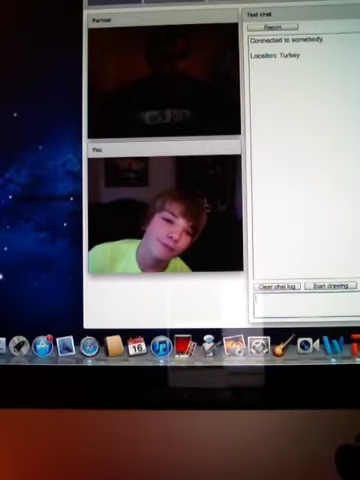 Partner
Text chat
Report
Connected to somebody.
Location: Turkey
You
Clear chat log
Start drawing
16